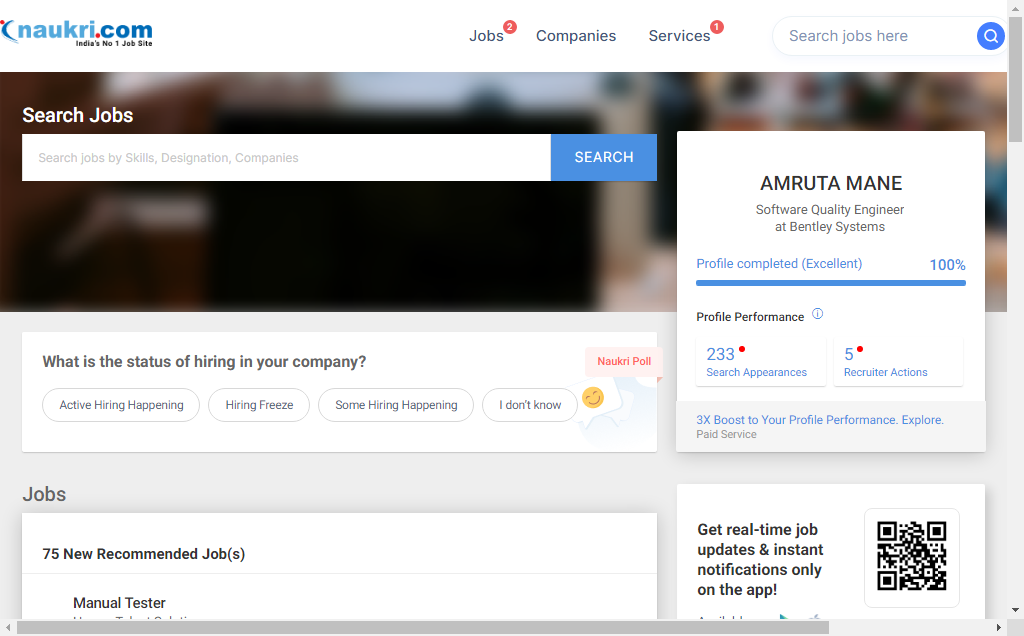 naukri.com
India's No 1 Job Site
Jobs 2
Companies
Services 1
Search jobs here
Search Jobs
Search jobs by Skills, Designation, Companies
SEARCH
AMRUTA MANE
Software Quality Engineer
at Bentley Systems
Profile completed (Excellent) 100%
Profile Performance
233
Search Appearances
5
Recruiter Actions
3X Boost to Your Profile Performance. Explore.
Paid Service
What is the status of hiring in your company?
Naukri Poll
Active Hiring Happening
Hiring Freeze
Some Hiring Happening
I don't know
Jobs
75 New Recommended Job(s)
Manual Tester
Get real-time job
updates & instant
notifications only
on the app!